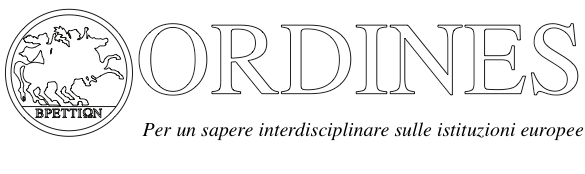 ORDINES
ΒΡΕΤΤΙΩΝ
Per un sapere interdisciplinare sulle istituzioni europee